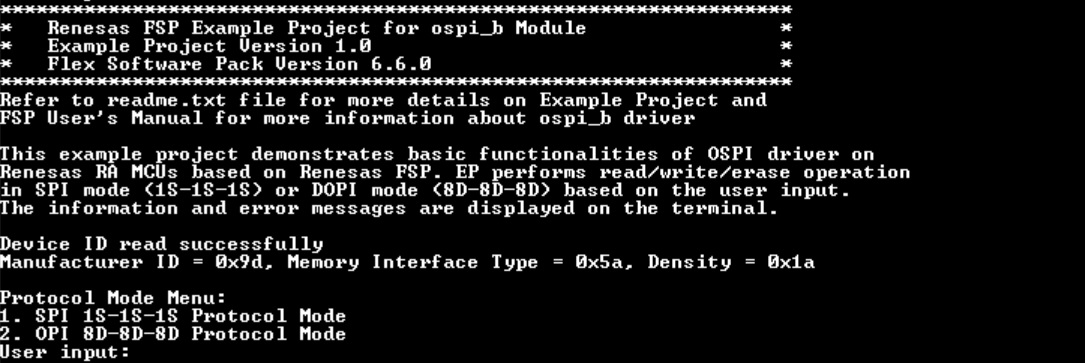 ******************************************************************
*   Renesas FSP Example Project for ospi_b Module                *
*   Example Project Version 1.0                                  *
*   Flex Software Pack Version 6.6.0                             *
******************************************************************
Refer to readme.txt file for more details on Example Project and
FSP User's Manual for more information about ospi_b driver

This example project demonstrates basic functionalities of OSPI driver on
Renesas RA MCUs based on Renesas FSP. EP performs read/write/erase operation
in SPI mode (1S-1S-1S) or DOPI mode (8D-8D-8D) based on the user input.
The information and error messages are displayed on the terminal.

Device ID read successfully
Manufacturer ID = 0x9d, Memory Interface Type = 0x5a, Density = 0x1a

Protocol Mode Menu:
1. SPI 1S-1S-1S Protocol Mode
2. OPI 8D-8D-8D Protocol Mode
User input: